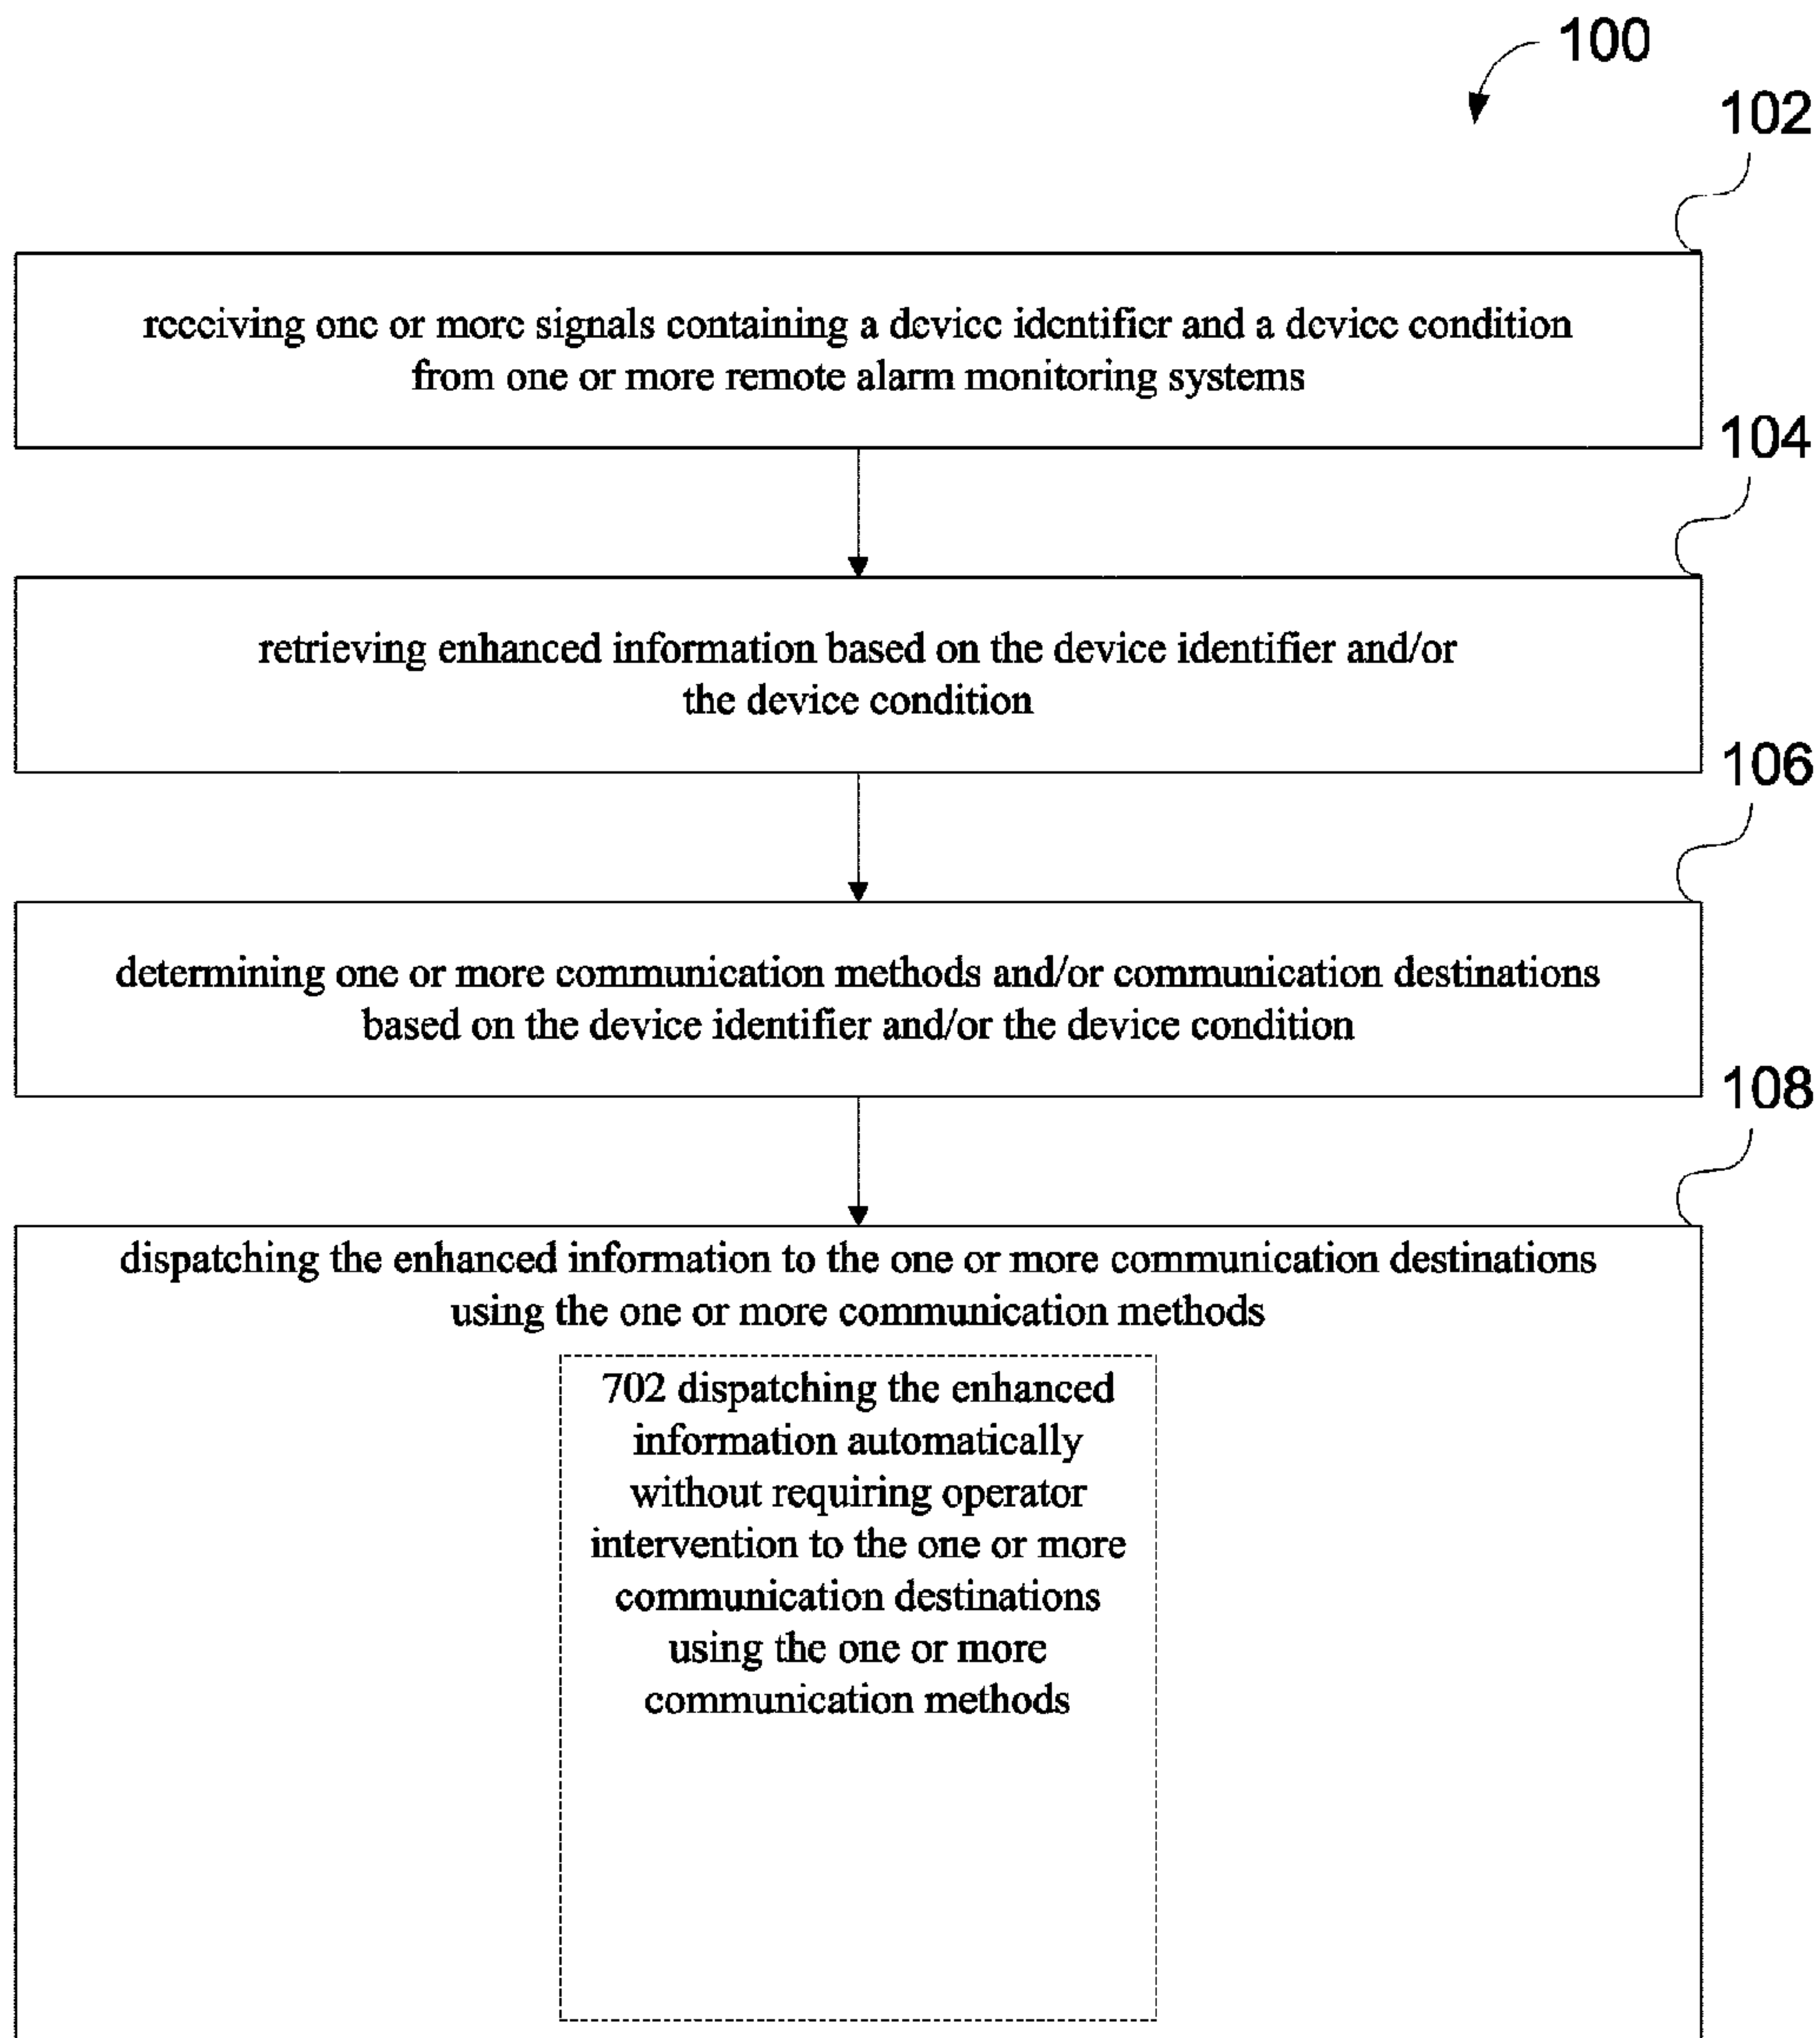 100
102
receiving one or more signals containing a device identifier and a device condition
from one or more remote alarm monitoring systems
104
retrieving enhanced information based on the device identifier and/or
the device condition
106
determining one or more communication methods and/or communication destinations
based on the device identifier and/or the device condition
108
dispatching the enhanced information to the one or more communication destinations
using the one or more communication methods
702 dispatching the enhanced
information automatically
without requiring operator
intervention to the one or more
communication destinations
using the one or more
communication methods